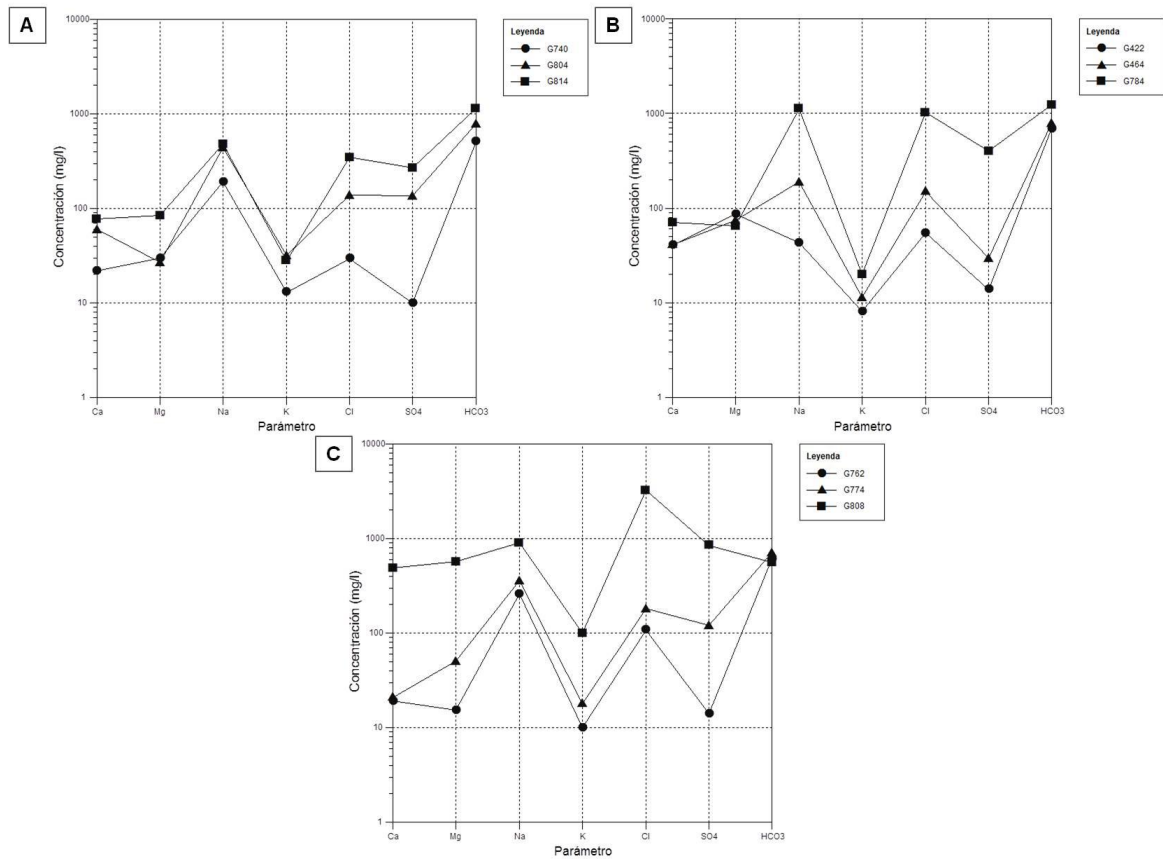 A
10000
1000
100
10
1
Concentración (mg/l)
Ca Mg Na K Cl SO4 HCO3
Parámetro
Leyenda
G740
G804
G814
B
10000
1000
100
10
1
Concentración (mg/l)
Ca Mg Na K Cl SO4 HCO3
Parámetro
Leyenda
G422
G464
G784
C
10000
1000
100
10
1
Concentración (mg/l)
Ca Mg Na K Cl SO4 HCO3
Parámetro
Leyenda
G762
G774
G808